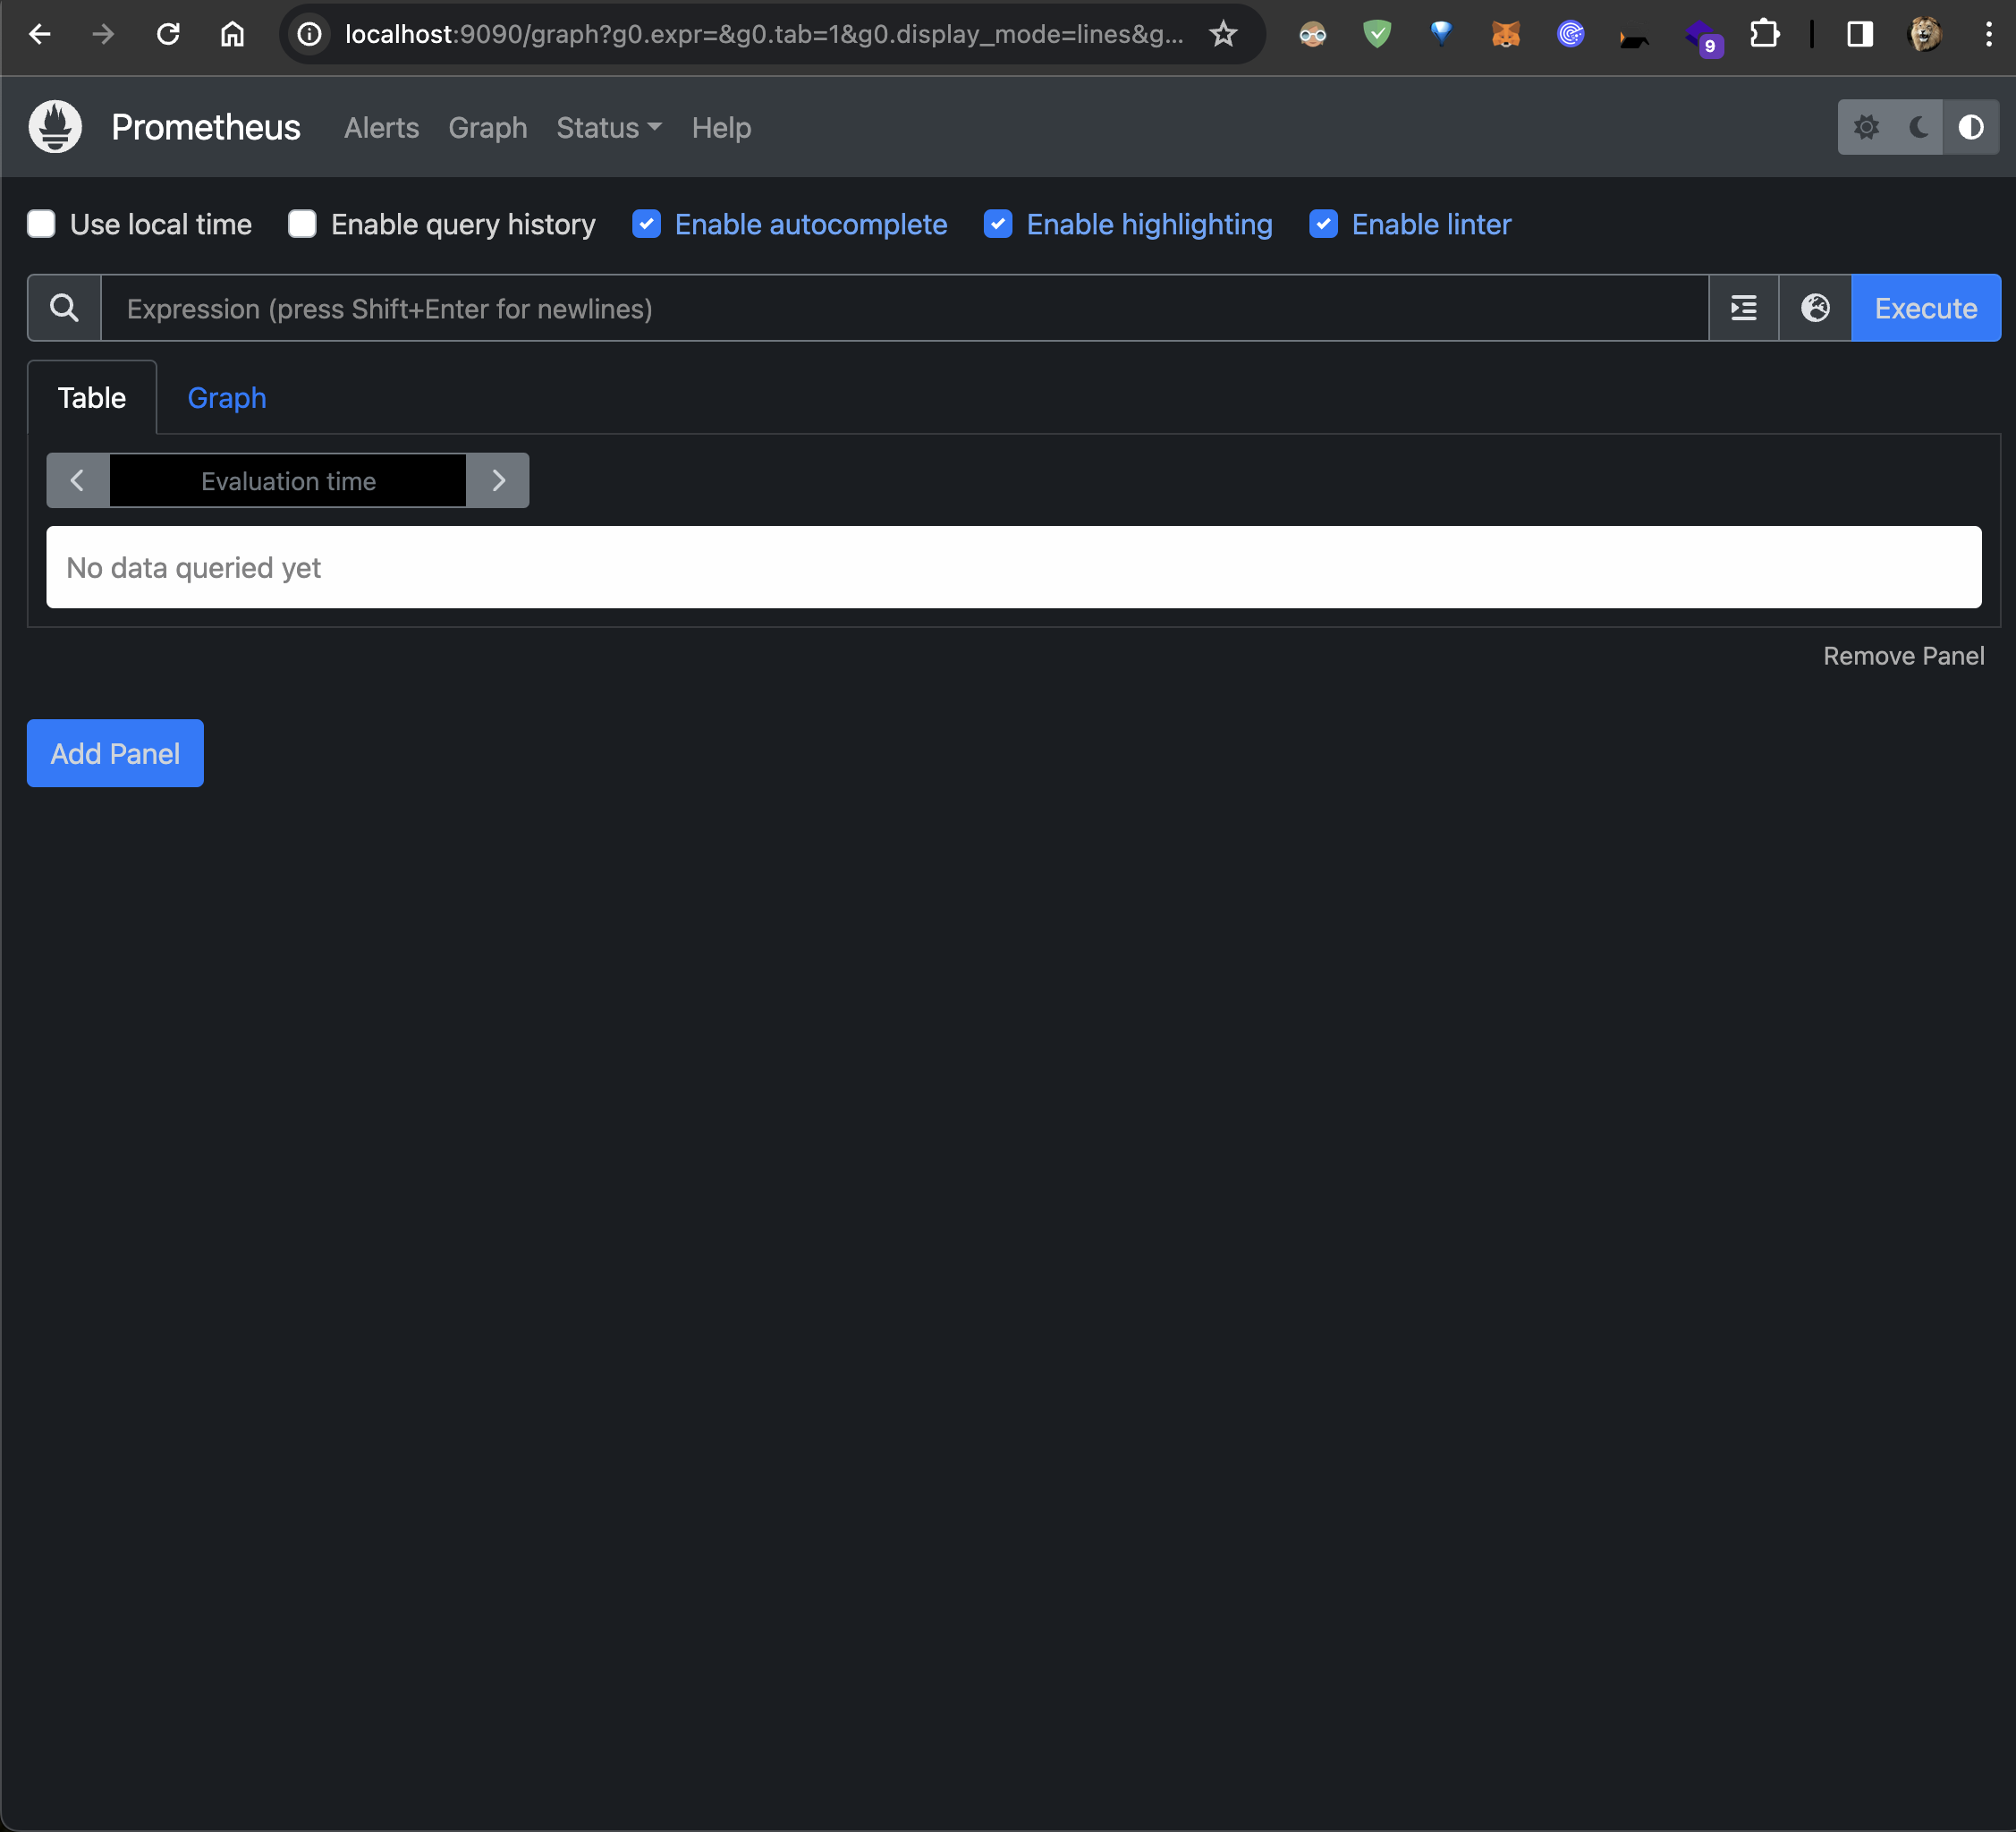 localhost:9090/graph?g0.expr=&g0.tab=1&g0.display_mode=lines&g...
9
Prometheus Alerts Graph Status Help
Use local time Enable query history Enable autocomplete Enable highlighting Enable linter
Expression (press Shift+Enter for newlines) Execute
Table Graph
Evaluation time
No data queried yet
Remove Panel
Add Panel